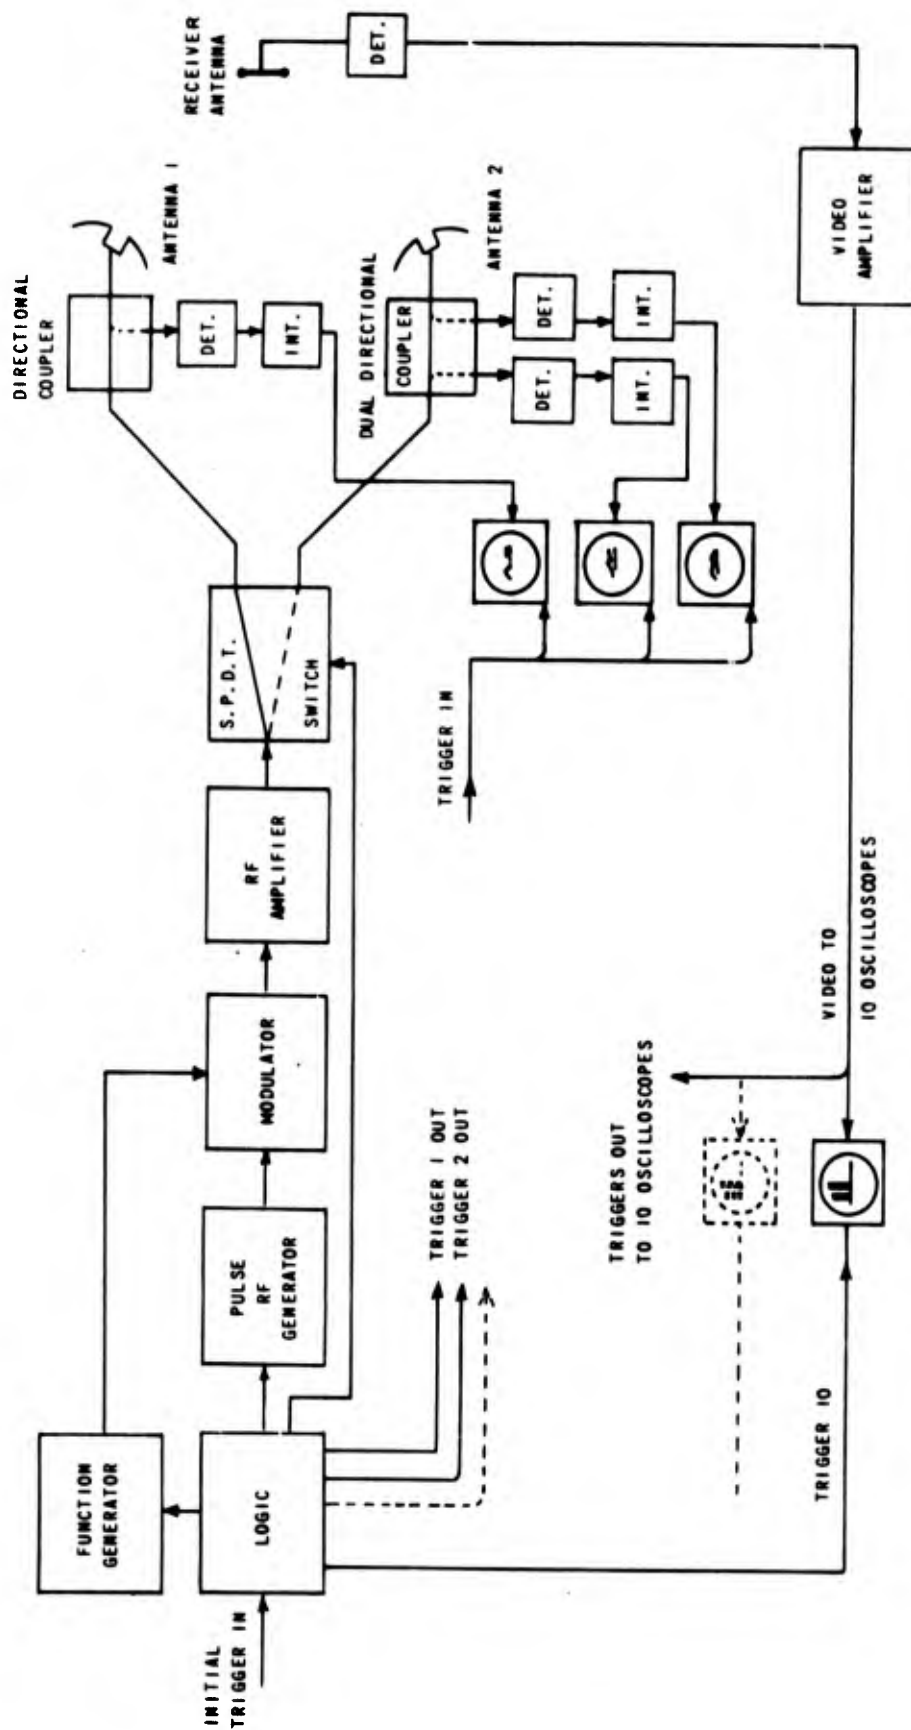 INITIAL
TRIGGER IN
FUNCTION
GENERATOR
LOGIC
PULSE
RF
GENERATOR
MODULATOR
RF
AMPLIFIER
S.P.D.T.
SWITCH
DIRECTIONAL
COUPLER
ANTENNA 1
DET.
INT.
DUAL DIRECTIONAL
COUPLER
ANTENNA 2
DET.
INT.
DET.
INT.
RECEIVER
ANTENNA
DET.
TRIGGER IN
TRIGGER 1 OUT
TRIGGER 2 OUT
TRIGGERS OUT
TO 10 OSCILLOSCOPES
TRIGGER 10
VIDEO TO
10 OSCILLOSCOPES
VIDEO
AMPLIFIER